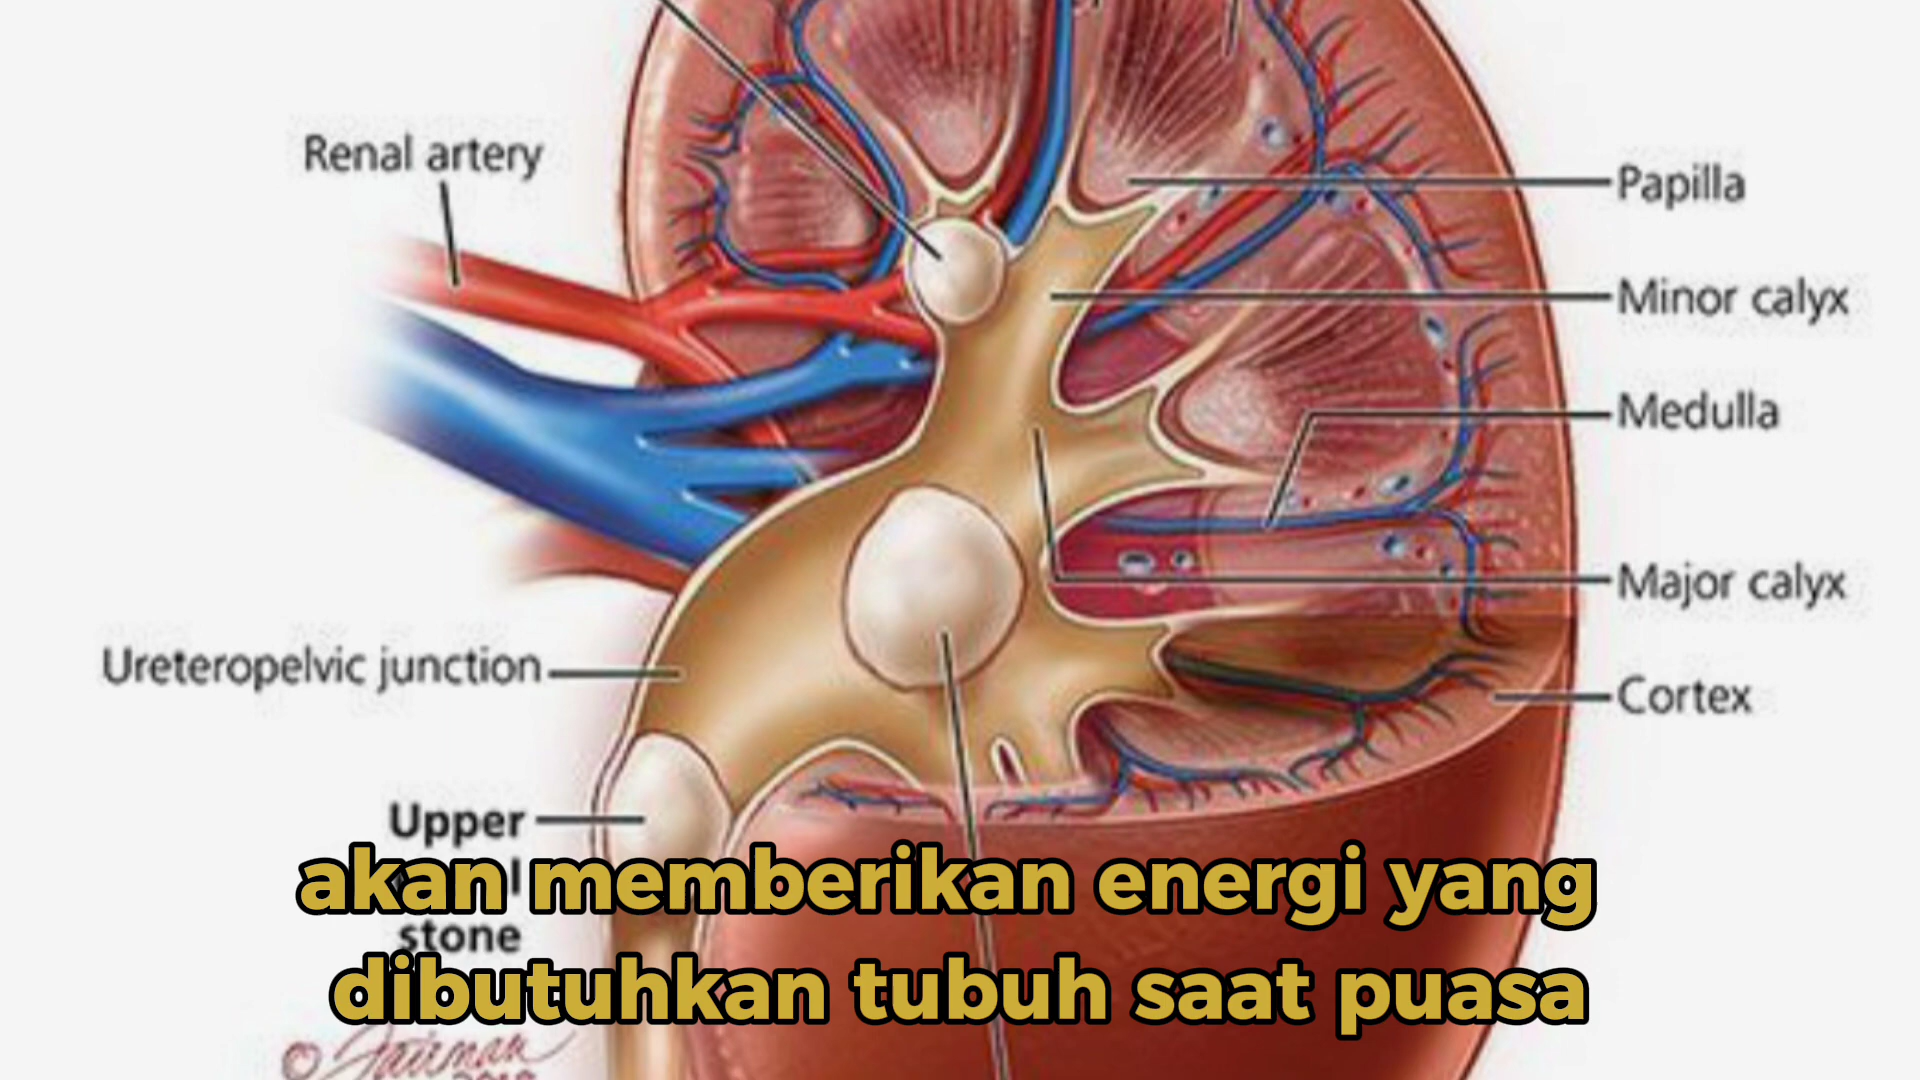 Renal artery
Papilla
Minor calyx
Medulla
Major calyx
Ureteropelvic junction
Cortex
Upper
stone
akan memberikan energi yang
dibutuhkan tubuh saat puasa